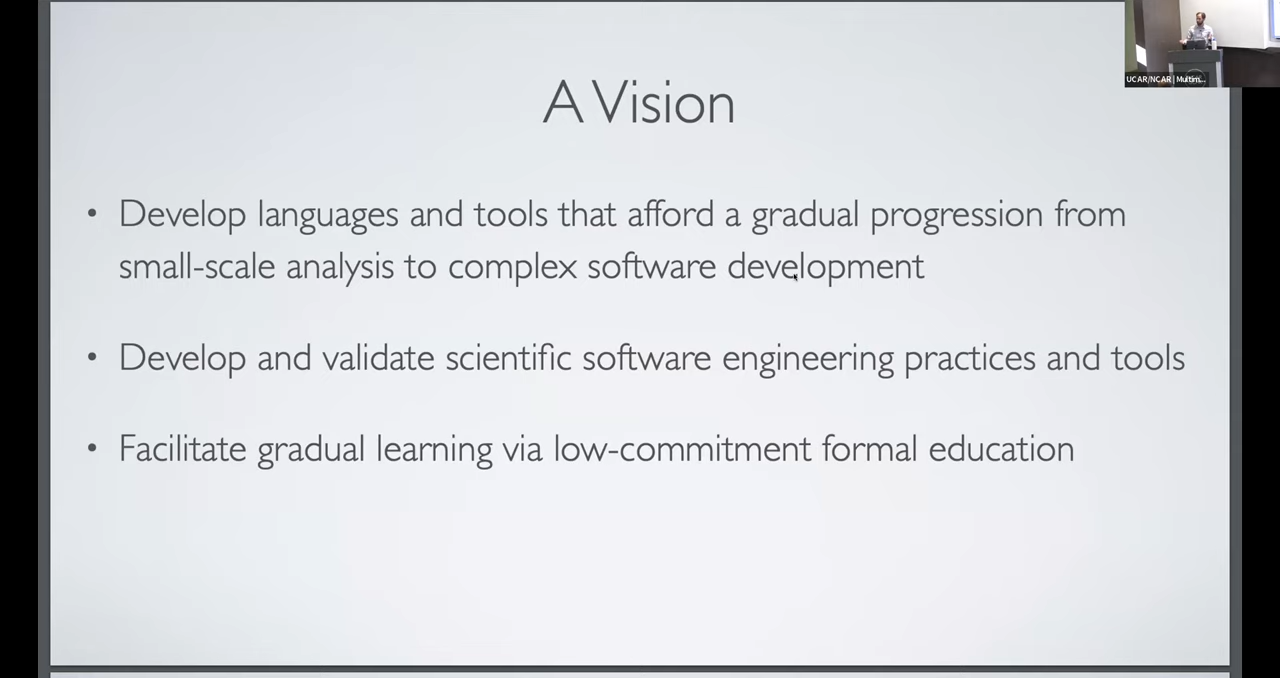 UCAR/NCAR | Multim...
A Vision
• Develop languages and tools that afford a gradual progression from
small-scale analysis to complex software development
• Develop and validate scientific software engineering practices and tools
• Facilitate gradual learning via low-commitment formal education